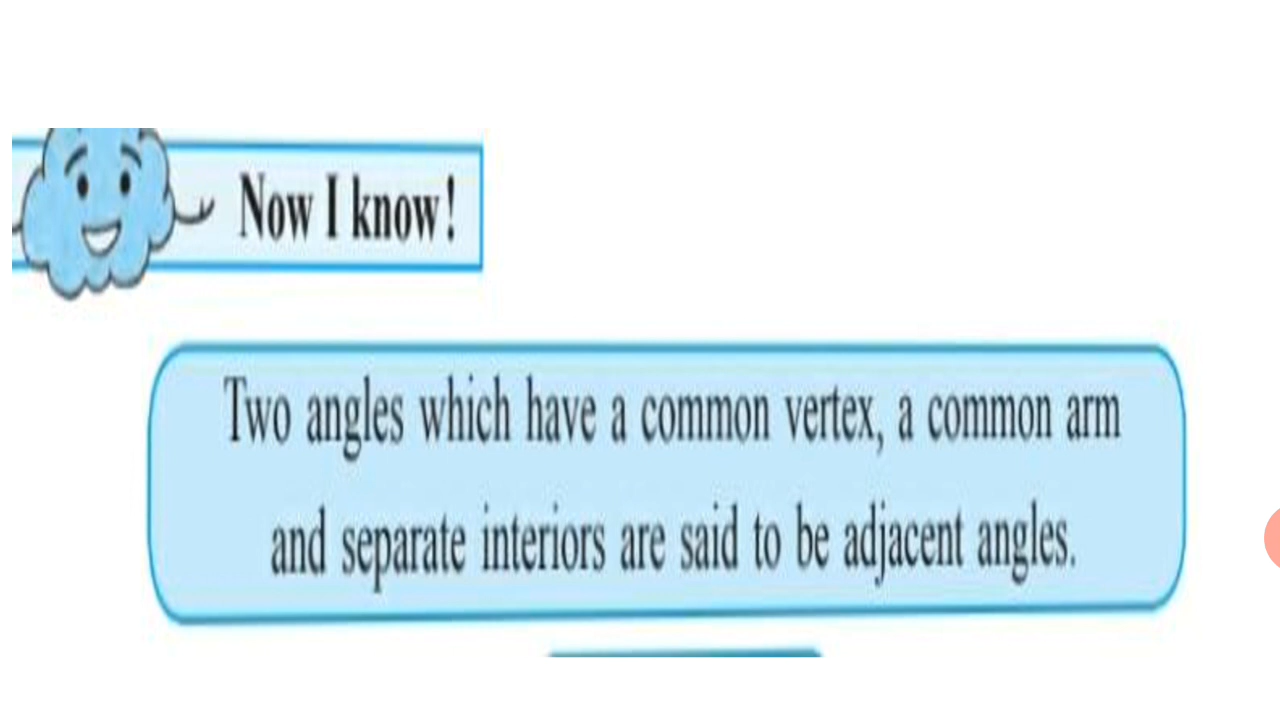 Now I know!
Two angles which have a common vertex, a common arm
and separate interiors are said to be adjacent angles.